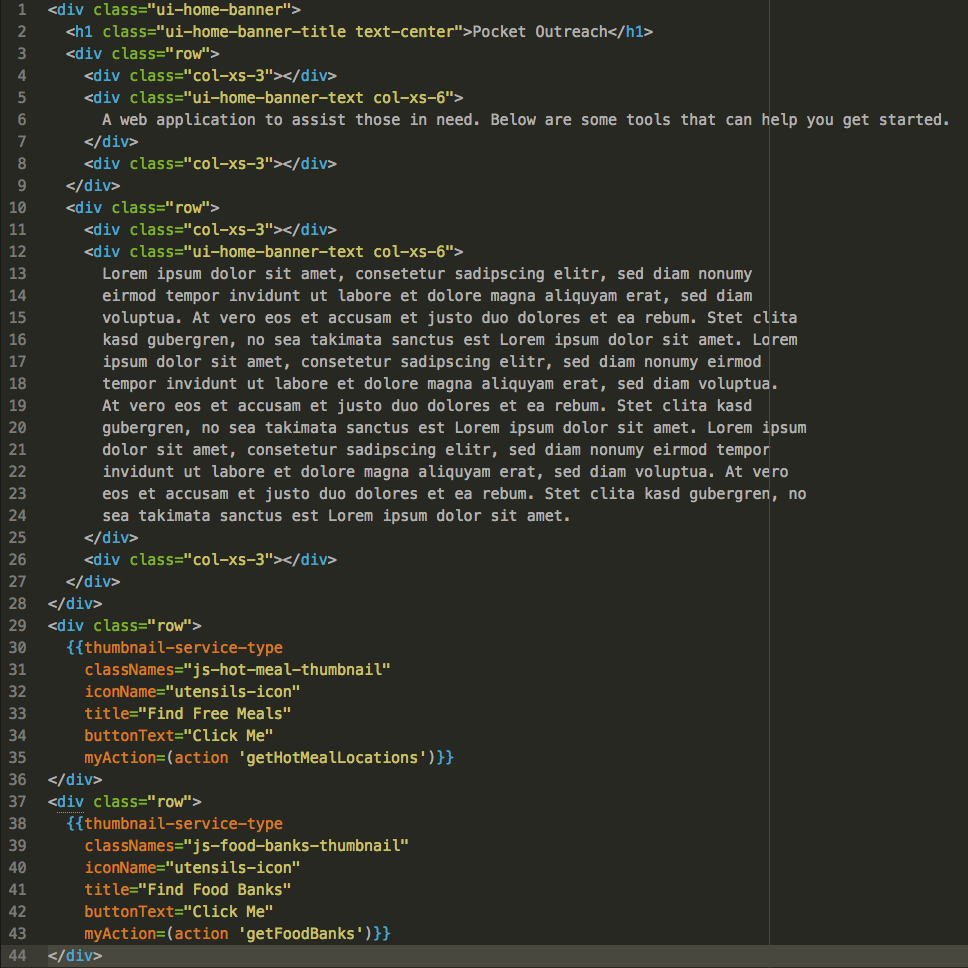 1 <div class="ui-home-banner">
2   <h1 class="ui-home-banner-title text-center">Pocket Outreach</h1>
3   <div class="row">
4     <div class="col-xs-3"></div>
5     <div class="ui-home-banner-text col-xs-6">
6       A web application to assist those in need. Below are some tools that can help you get started.
7     </div>
8     <div class="col-xs-3"></div>
9   </div>
10   <div class="row">
11     <div class="col-xs-3"></div>
12     <div class="ui-home-banner-text col-xs-6">
13       Lorem ipsum dolor sit amet, consetetur sadipscing elitr, sed diam nonumy
14       eirmod tempor invidunt ut labore et dolore magna aliquyam erat, sed diam
15       voluptua. At vero eos et accusam et justo duo dolores et ea rebum. Stet clita
16       kasd gubergren, no sea takimata sanctus est Lorem ipsum dolor sit amet. Lorem
17       ipsum dolor sit amet, consetetur sadipscing elitr, sed diam nonumy eirmod
18       tempor invidunt ut labore et dolore magna aliquyam erat, sed diam voluptua.
19       At vero eos et accusam et justo duo dolores et ea rebum. Stet clita kasd
20       gubergren, no sea takimata sanctus est Lorem ipsum dolor sit amet. Lorem ipsum
21       dolor sit amet, consetetur sadipscing elitr, sed diam nonumy eirmod tempor
22       invidunt ut labore et dolore magna aliquyam erat, sed diam voluptua. At vero
23       eos et accusam et justo duo dolores et ea rebum. Stet clita kasd gubergren, no
24       sea takimata sanctus est Lorem ipsum dolor sit amet.
25     </div>
26     <div class="col-xs-3"></div>
27   </div>
28 </div>
29 <div class="row">
30   {{thumbnail-service-type
31     classNames="js-hot-meal-thumbnail"
32     iconName="utensils-icon"
33     title="Find Free Meals"
34     buttonText="Click Me"
35     myAction=(action 'getHotMealLocations')}}
36 </div>
37 <div class="row">
38   {{thumbnail-service-type
39     classNames="js-food-banks-thumbnail"
40     iconName="utensils-icon"
41     title="Find Food Banks"
42     buttonText="Click Me"
43     myAction=(action 'getFoodBanks')}}
44 </div>